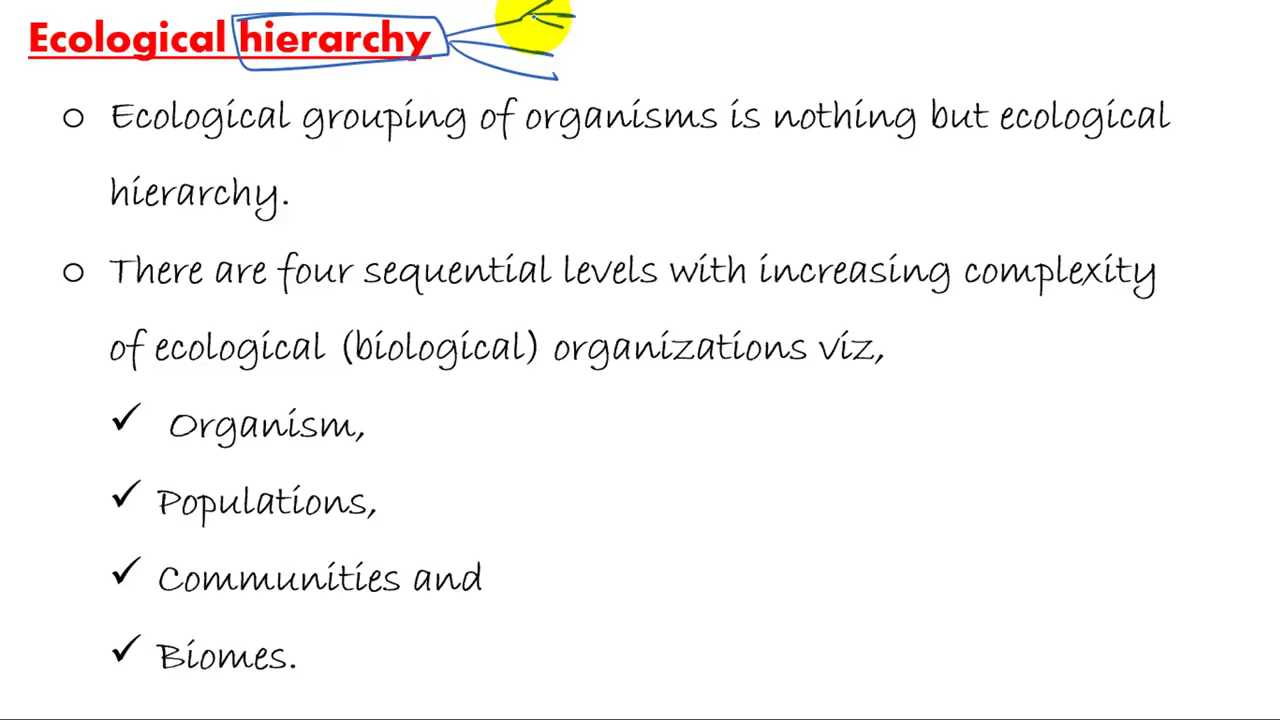 Ecological hierarchy
o Ecological grouping of organisms is nothing but ecological
hierarchy.
o There are four sequential levels with increasing complexity
of ecological (biological) organizations viz,
✓ Organism,
✓ Populations,
✓ Communities and
✓ Biomes.